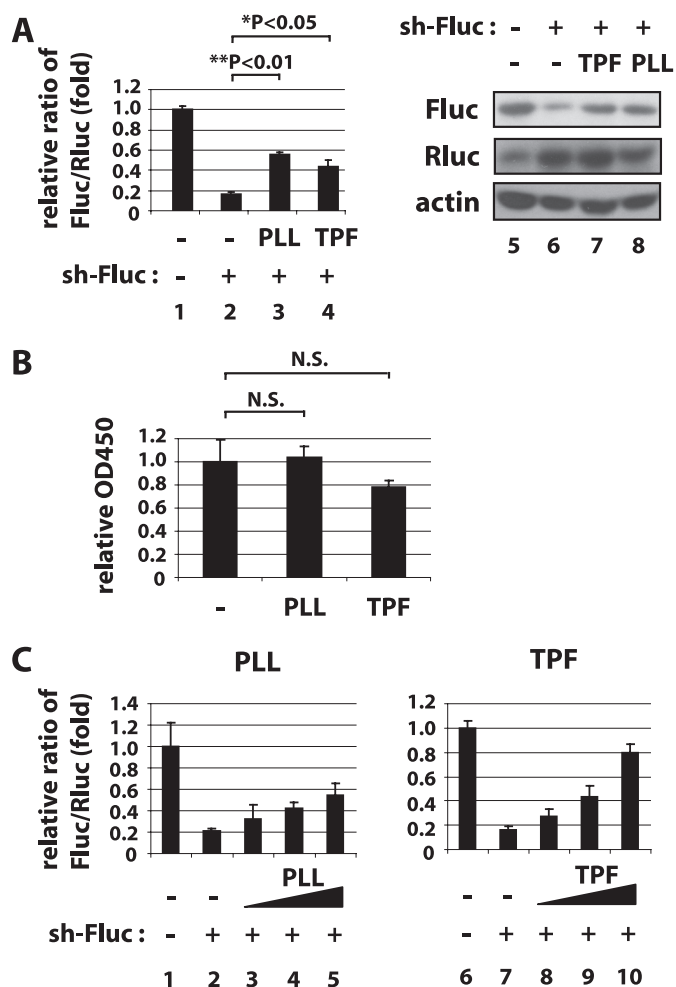 A
*P<0.05
**P<0.01
relative ratio of
Fluc/Rluc (fold)
1.2
1.0
0.8
0.6
0.4
0.2
0
- - PLL TPF
sh-Fluc : - + + +
1 2 3 4
sh-Fluc : - + + +
- - TPF PLL
Fluc
Rluc
actin
5 6 7 8
B
N.S.
N.S.
relative OD450
1.2
1.0
0.8
0.6
0.4
0.2
0
- PLL TPF
C
PLL
relative ratio of
Fluc/Rluc (fold)
1.4
1.2
1.0
0.8
0.6
0.4
0.2
0
PLL
- -
sh-Fluc : - + + + +
1 2 3 4 5
TPF
1.2
1.0
0.8
0.6
0.4
0.2
0
TPF
- -
- + + + +
6 7 8 9 10